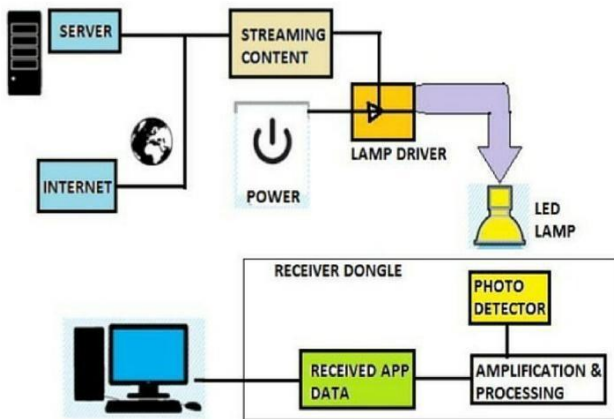 SERVER
STREAMING
CONTENT
INTERNET
POWER
LAMP DRIVER
LED
LAMP
RECEIVER DONGLE
PHOTO
DETECTOR
RECEIVED APP
DATA
AMPLIFICATION &
PROCESSING